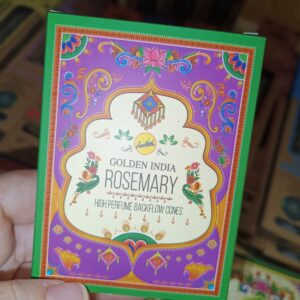 GOLDEN INDIA
ROSEMARY
HIGH PERFUME BACKFLOW CONES